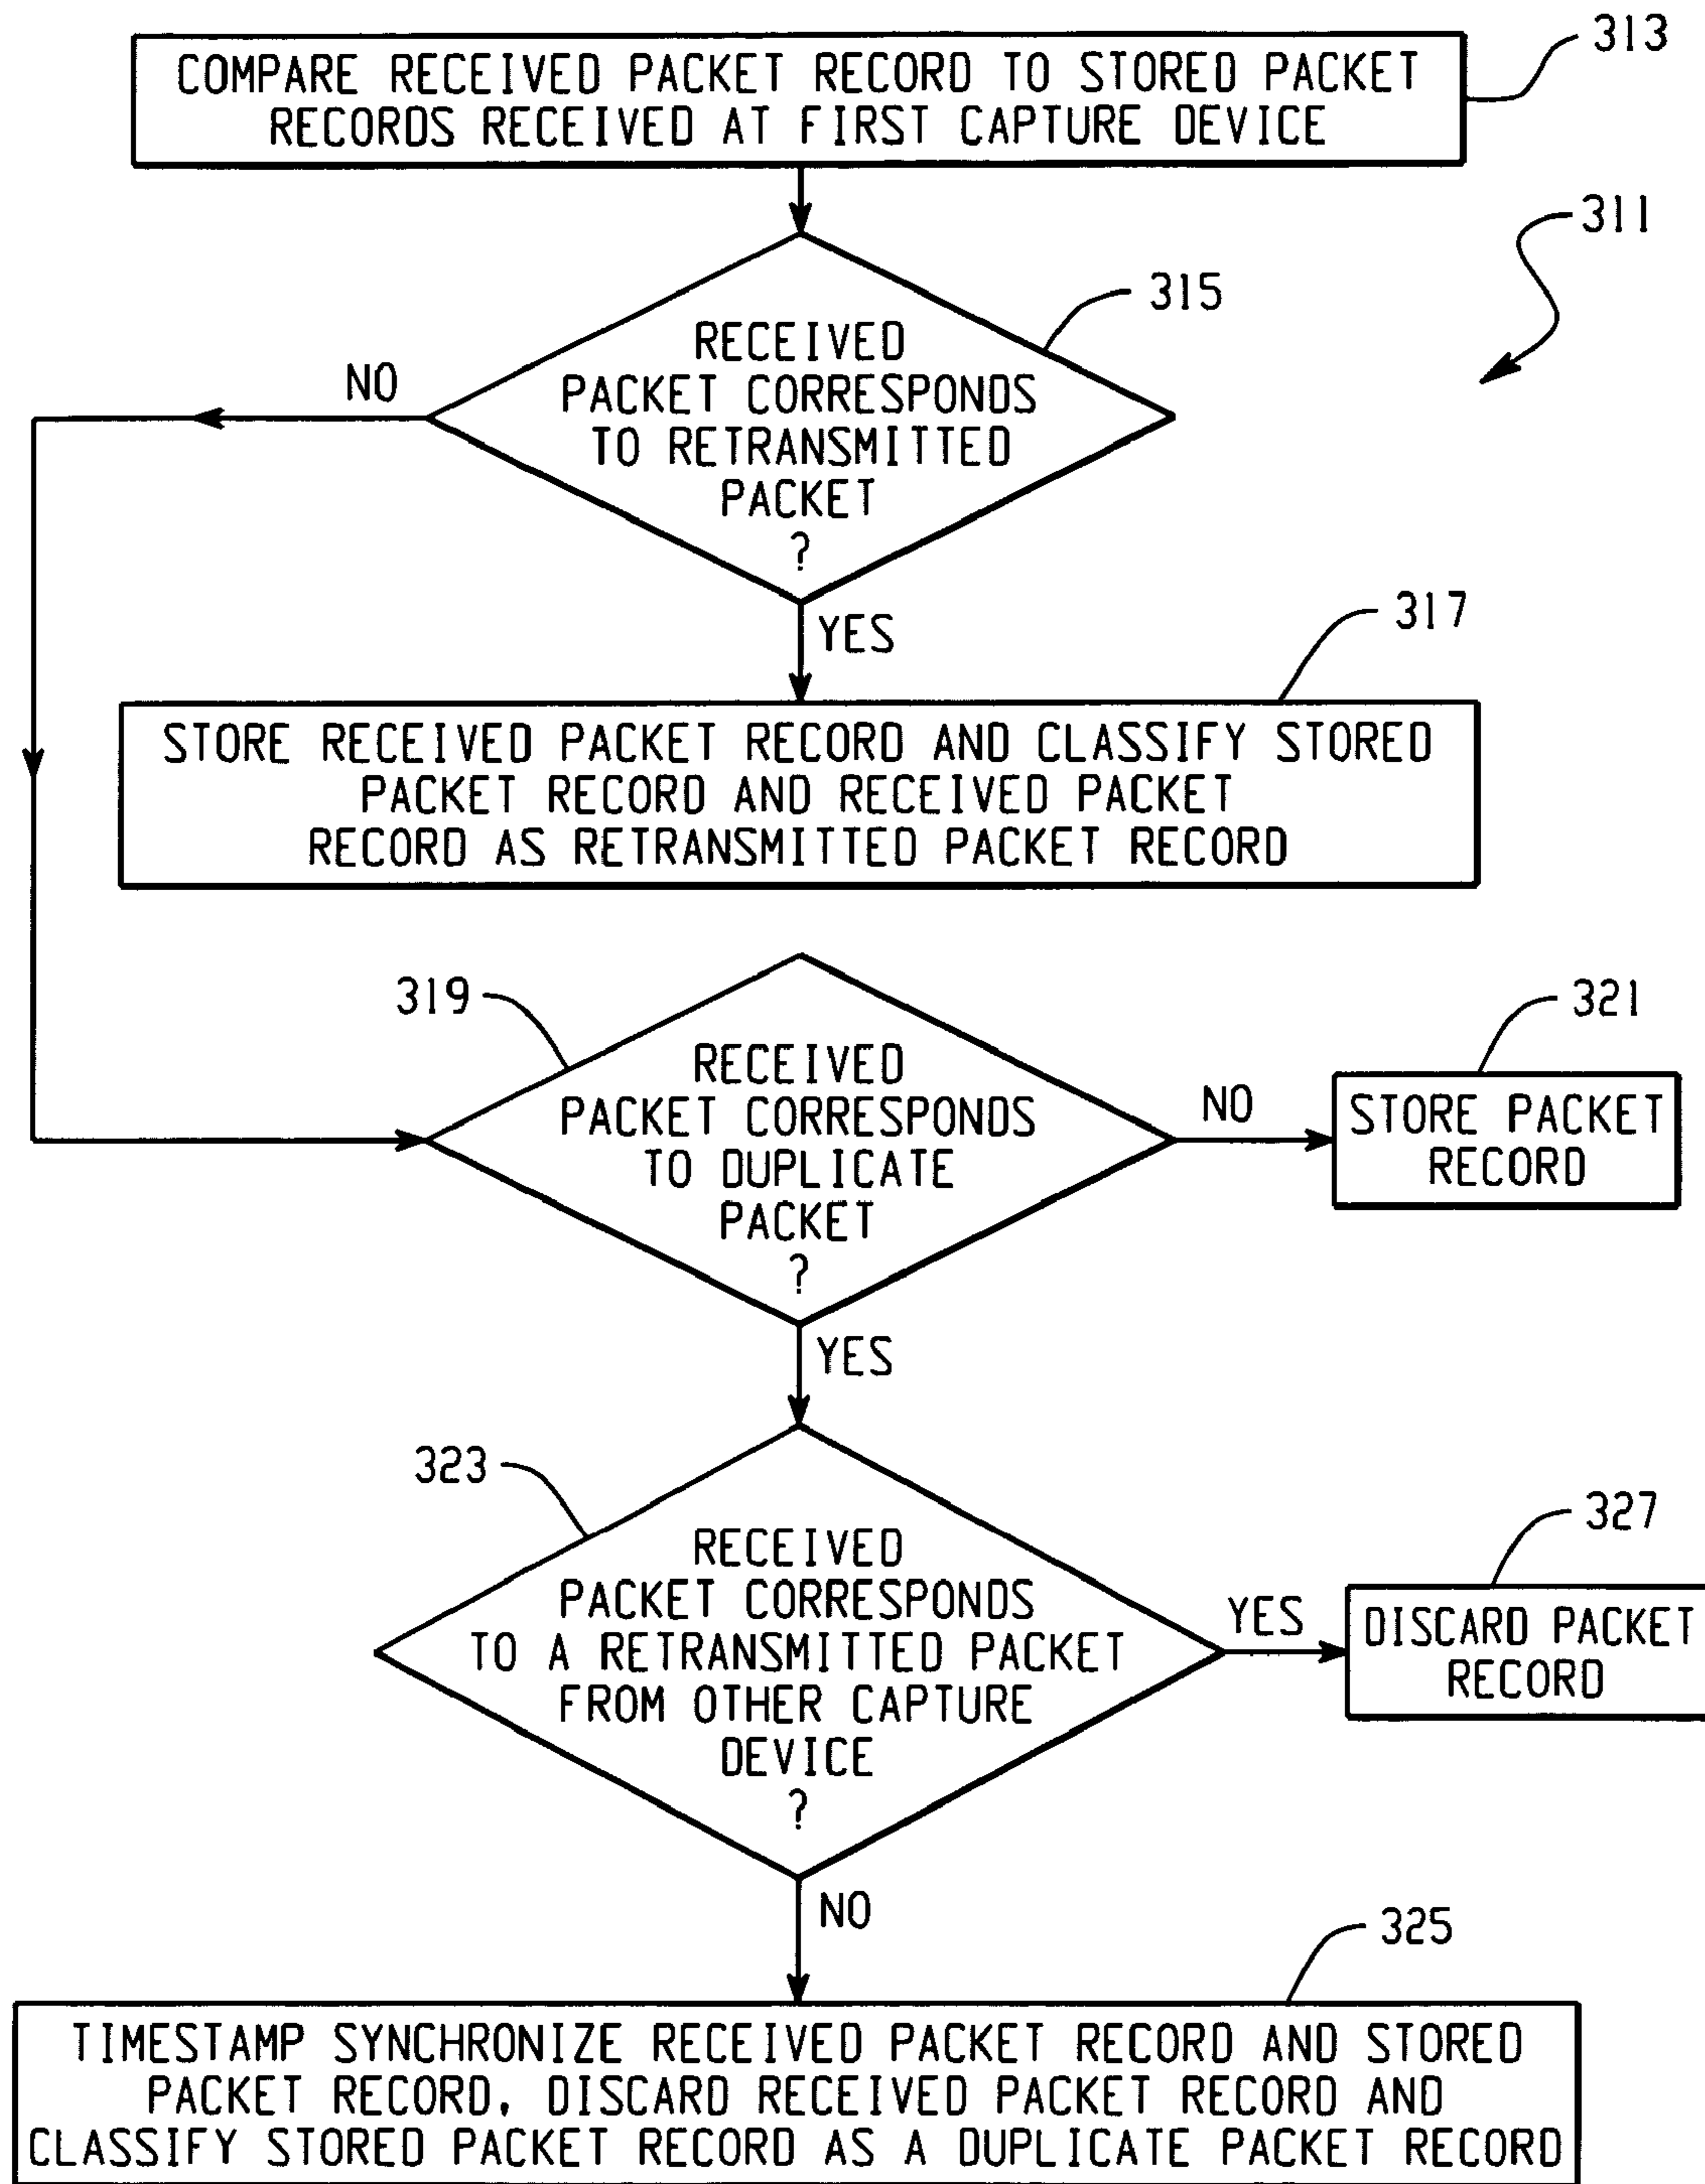 313
COMPARE RECEIVED PACKET RECORD TO STORED PACKET
RECORDS RECEIVED AT FIRST CAPTURE DEVICE
311
315
RECEIVED
PACKET CORRESPONDS
TO RETRANSMITTED
PACKET
?
NO
YES
317
STORE RECEIVED PACKET RECORD AND CLASSIFY STORED
PACKET RECORD AND RECEIVED PACKET
RECORD AS RETRANSMITTED PACKET RECORD
319
RECEIVED
PACKET CORRESPONDS
TO DUPLICATE
PACKET
?
NO
321
STORE PACKET
RECORD
YES
323
RECEIVED
PACKET CORRESPONDS
TO A RETRANSMITTED PACKET
FROM OTHER CAPTURE
DEVICE
?
YES
327
DISCARD PACKET
RECORD
NO
325
TIMESTAMP SYNCHRONIZE RECEIVED PACKET RECORD AND STORED
PACKET RECORD, DISCARD RECEIVED PACKET RECORD AND
CLASSIFY STORED PACKET RECORD AS A DUPLICATE PACKET RECORD